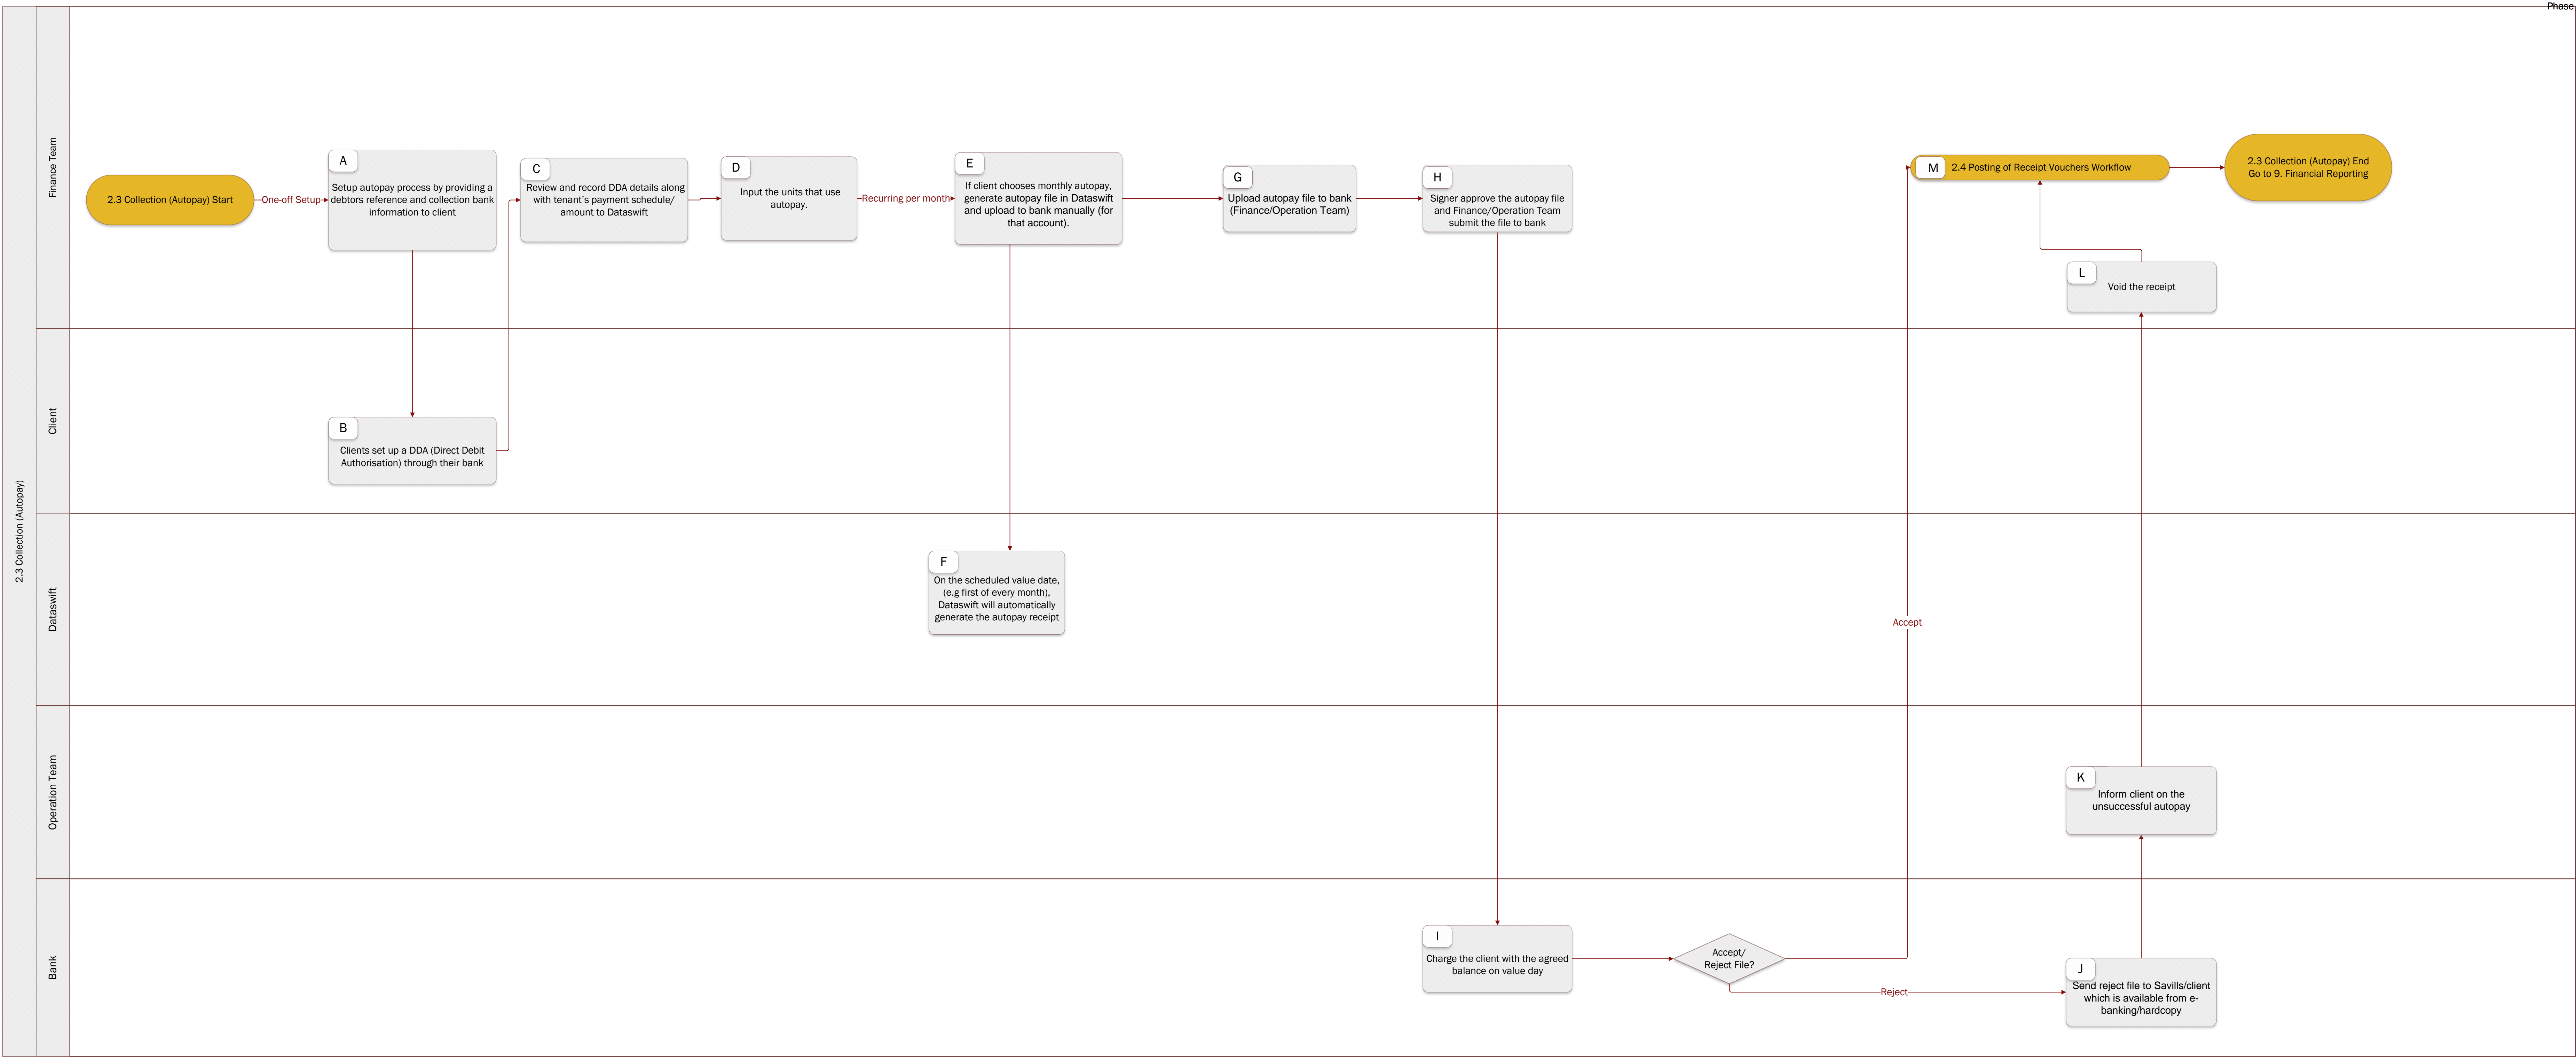 Phase
2.3 Collection (Autopay)
Finance Team
2.3 Collection (Autopay) Start
One-off Setup
A
Setup autopay process by providing a
debtors reference and collection bank
information to client
C
Review and record DDA details along
with tenant's payment schedule/
amount to Dataswift
D
Input the units that use
autopay.
Recurring per month
E
If client chooses monthly autopay,
generate autopay file in Dataswift
and upload to bank manually (for
that account).
G
Upload autopay file to bank
(Finance/Operation Team)
H
Signer approve the autopay file
and Finance/Operation Team
submit the file to bank
M
2.4 Posting of Receipt Vouchers Workflow
2.3 Collection (Autopay) End
Go to 9. Financial Reporting
L
Void the receipt
Client
B
Clients set up a DDA (Direct Debit
Authorisation) through their bank
Dataswift
F
On the scheduled value date,
(e.g first of every month),
Dataswift will automatically
generate the autopay receipt
Accept
Operation Team
K
Inform client on the
unsuccessful autopay
Bank
I
Charge the client with the agreed
balance on value day
Accept/
Reject File?
Reject
J
Send reject file to Savills/client
which is available from e-
banking/hardcopy